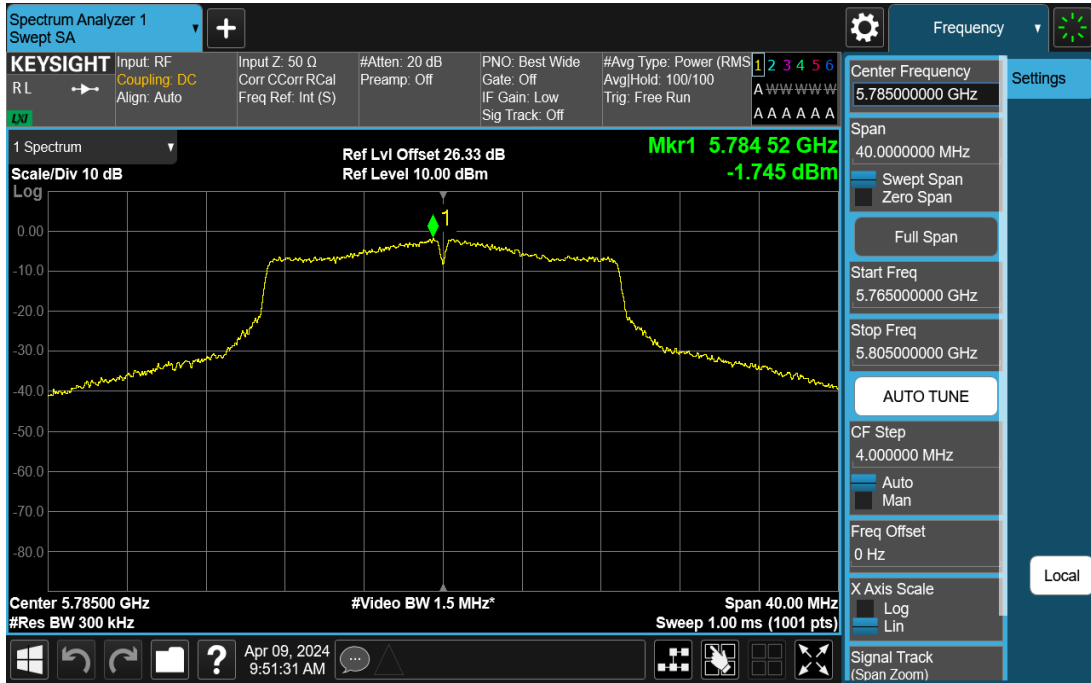 Spectrum Analyzer 1
Swept SA
+
Frequency
KEYSIGHT
R L
LXI
Input: RF
Coupling: DC
Align: Auto
Input Z: 50 Ω
Corr CCorr RCal
Freq Ref: Int (S)
#Atten: 20 dB
Preamp: Off
PNO: Best Wide
Gate: Off
IF Gain: Low
Sig Track: Off
#Avg Type: Power (RMS
Avg|Hold: 100/100
Trig: Free Run
1 2 3 4 5 6
A W W W W W
A A A A A A
1 Spectrum
Scale/Div 10 dB
Log
Ref Lvl Offset 26.33 dB
Ref Level 10.00 dBm
Mkr1 5.784 52 GHz
-1.745 dBm
1
0.00
-10.0
-20.0
-30.0
-40.0
-50.0
-60.0
-70.0
-80.0
Center 5.78500 GHz
#Res BW 300 kHz
#Video BW 1.5 MHz*
Span 40.00 MHz
Sweep 1.00 ms (1001 pts)
Apr 09, 2024
9:51:31 AM
?
Center Frequency
5.785000000 GHz
Span
40.0000000 MHz
Swept Span
Zero Span
Full Span
Start Freq
5.765000000 GHz
Stop Freq
5.805000000 GHz
AUTO TUNE
CF Step
4.000000 MHz
Auto
Man
Freq Offset
0 Hz
X Axis Scale
Log
Lin
Signal Track
(Span Zoom)
Settings
Local